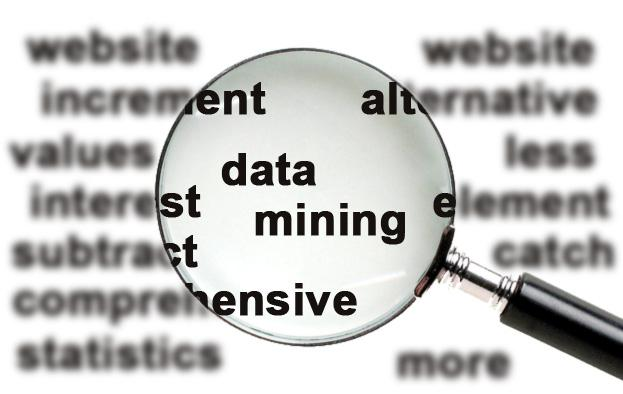 website website
increment alternative
values less
data
interest element
mining
subtract catch
comprehensive
statistics more